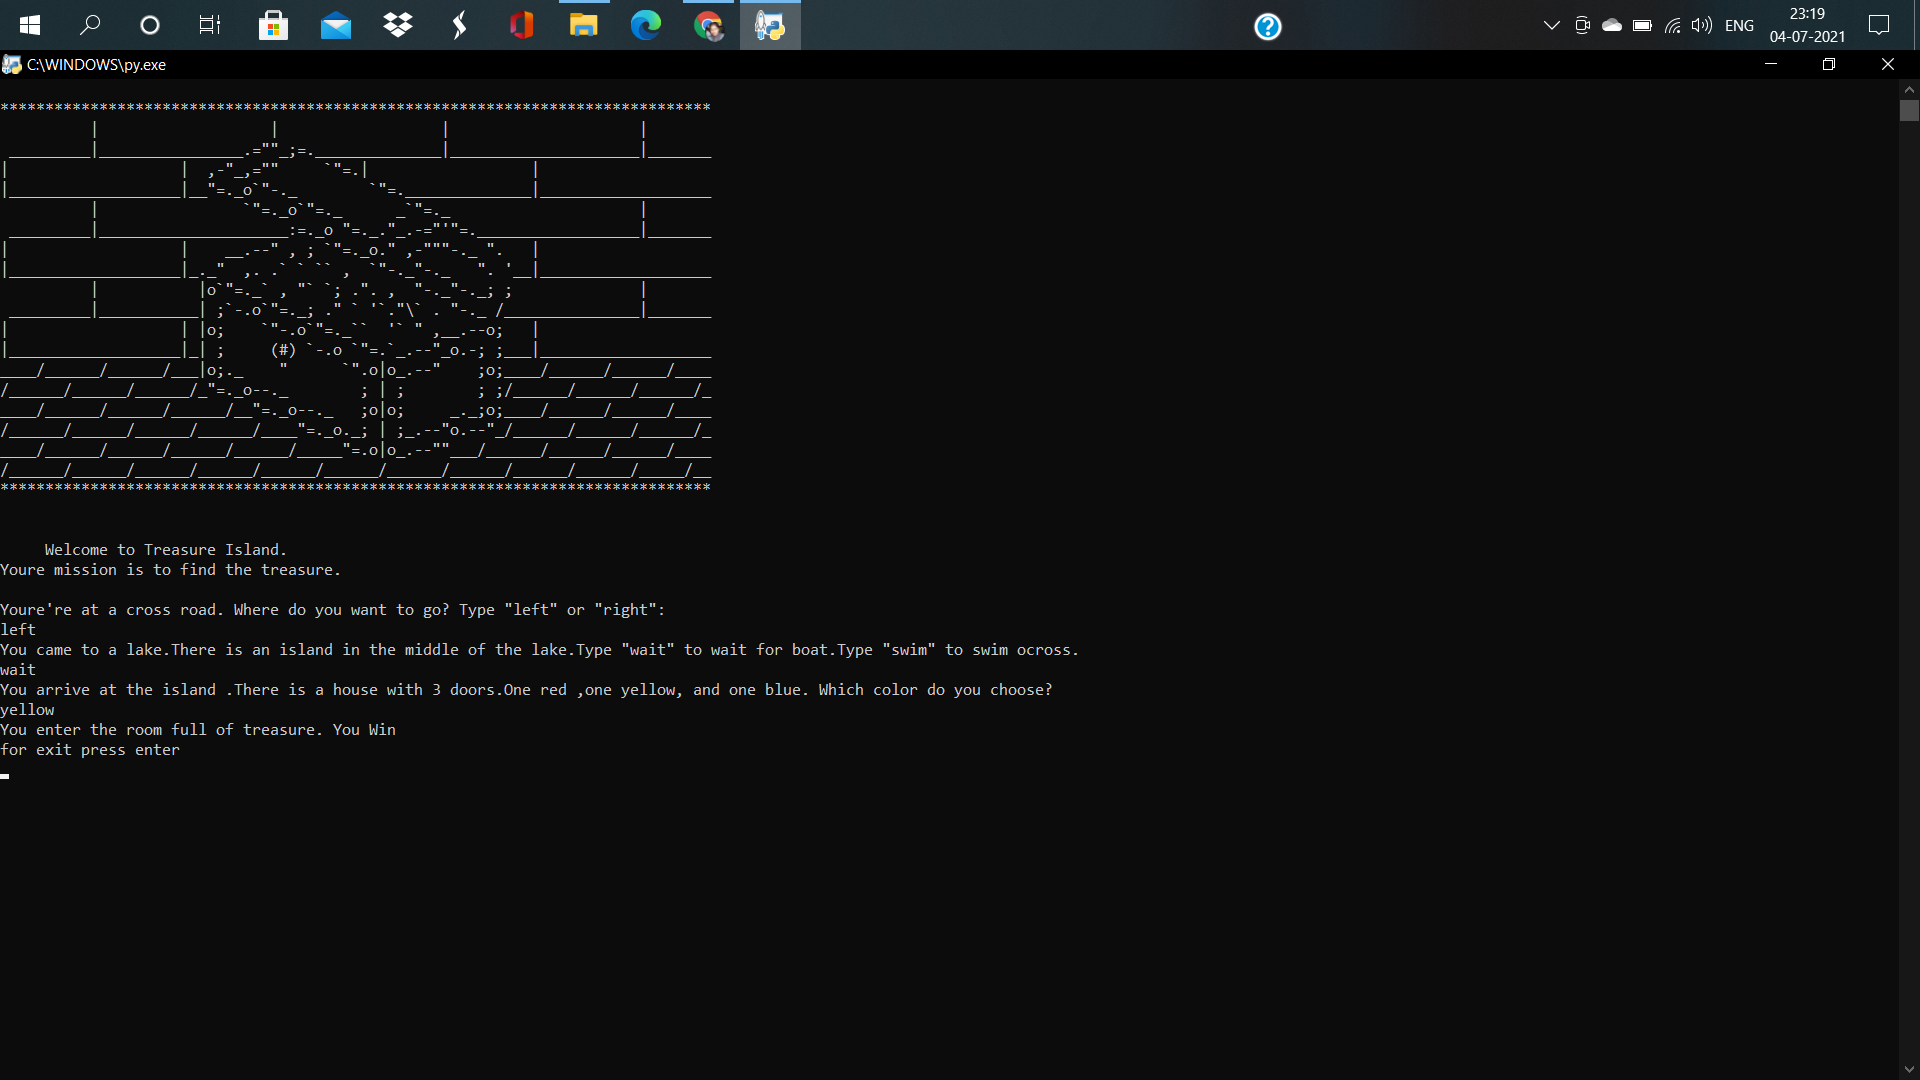 ENG
23:19
04-07-2021
C:\WINDOWS\py.exe
Welcome to Treasure Island.
Youre mission is to find the treasure.
Youre're at a cross road. Where do you want to go? Type "left" or "right":
left
You came to a lake.There is an island in the middle of the lake.Type "wait" to wait for boat.Type "swim" to swim ocross.
wait
You arrive at the island .There is a house with 3 doors.One red ,one yellow, and one blue. Which color do you choose?
yellow
You enter the room full of treasure. You Win
for exit press enter